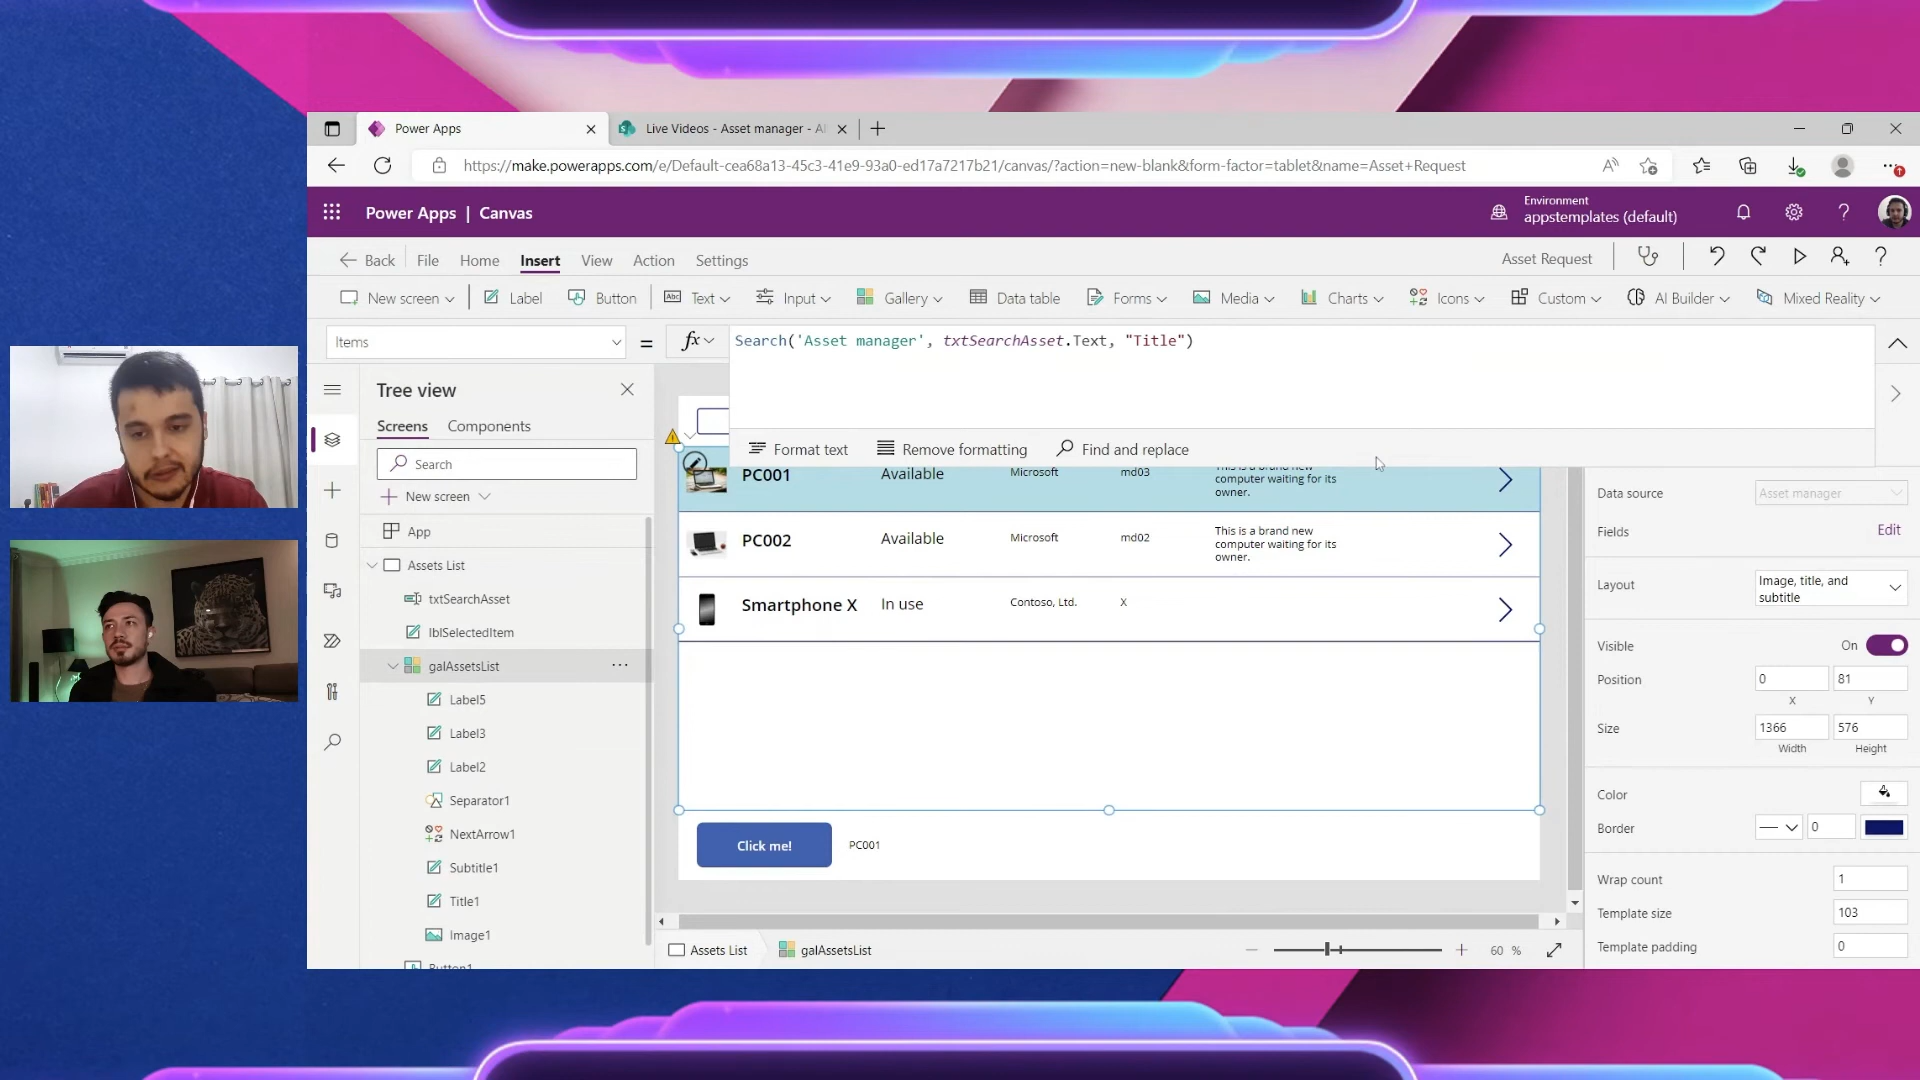 Power Apps
Live Videos - Asset manager - Al
https://make.powerapps.com/e/Default-cea68a13-45c3-41e9-93a0-ed17a7217b21/canvas/?action=new-blank&form-factor=tablet&name=Asset+Request
Power Apps | Canvas
Environment
appstemplates (default)
Back File Home Insert View Action Settings
Asset Request
New screen Label Button Text Input Gallery Data table Forms Media Charts Icons Custom AI Builder Mixed Reality
Items
= fx
Search('Asset manager', txtSearchAsset.Text, "Title")
Format text Remove formatting Find and replace
Tree view
Screens Components
Search
New screen
App
Assets List
txtSearchAsset
lblSelectedItem
galAssetsList
Label5
Label3
Label2
Separator1
NextArrow1
Subtitle1
Title1
Image1
Button1
PC001 Available Microsoft md03
This is a brand new
computer waiting for its
owner.
PC002 Available Microsoft md02
This is a brand new
computer waiting for its
owner.
Smartphone X In use Contoso, Ltd. X
Click me! PC001
Assets List galAssetsList
60 %
Data source Asset manager
Fields Edit
Layout
Image, title, and
subtitle
Visible On
Position 0 81
X Y
Size 1366 576
Width Height
Color
Border 0
Wrap count 1
Template size 103
Template padding 0